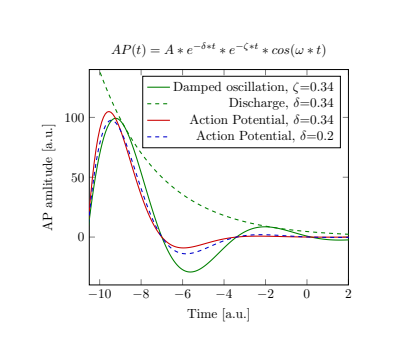 AP(t) = A ∗ e^{−δ∗t} ∗ e^{−ζ∗t} ∗ cos(ω ∗ t)
Damped oscillation, ζ=0.34
Discharge, δ=0.34
Action Potential, δ=0.34
Action Potential, δ=0.2
AP amlitude [a.u.]
100
50
0
−10 −8 −6 −4 −2 0 2
Time [a.u.]